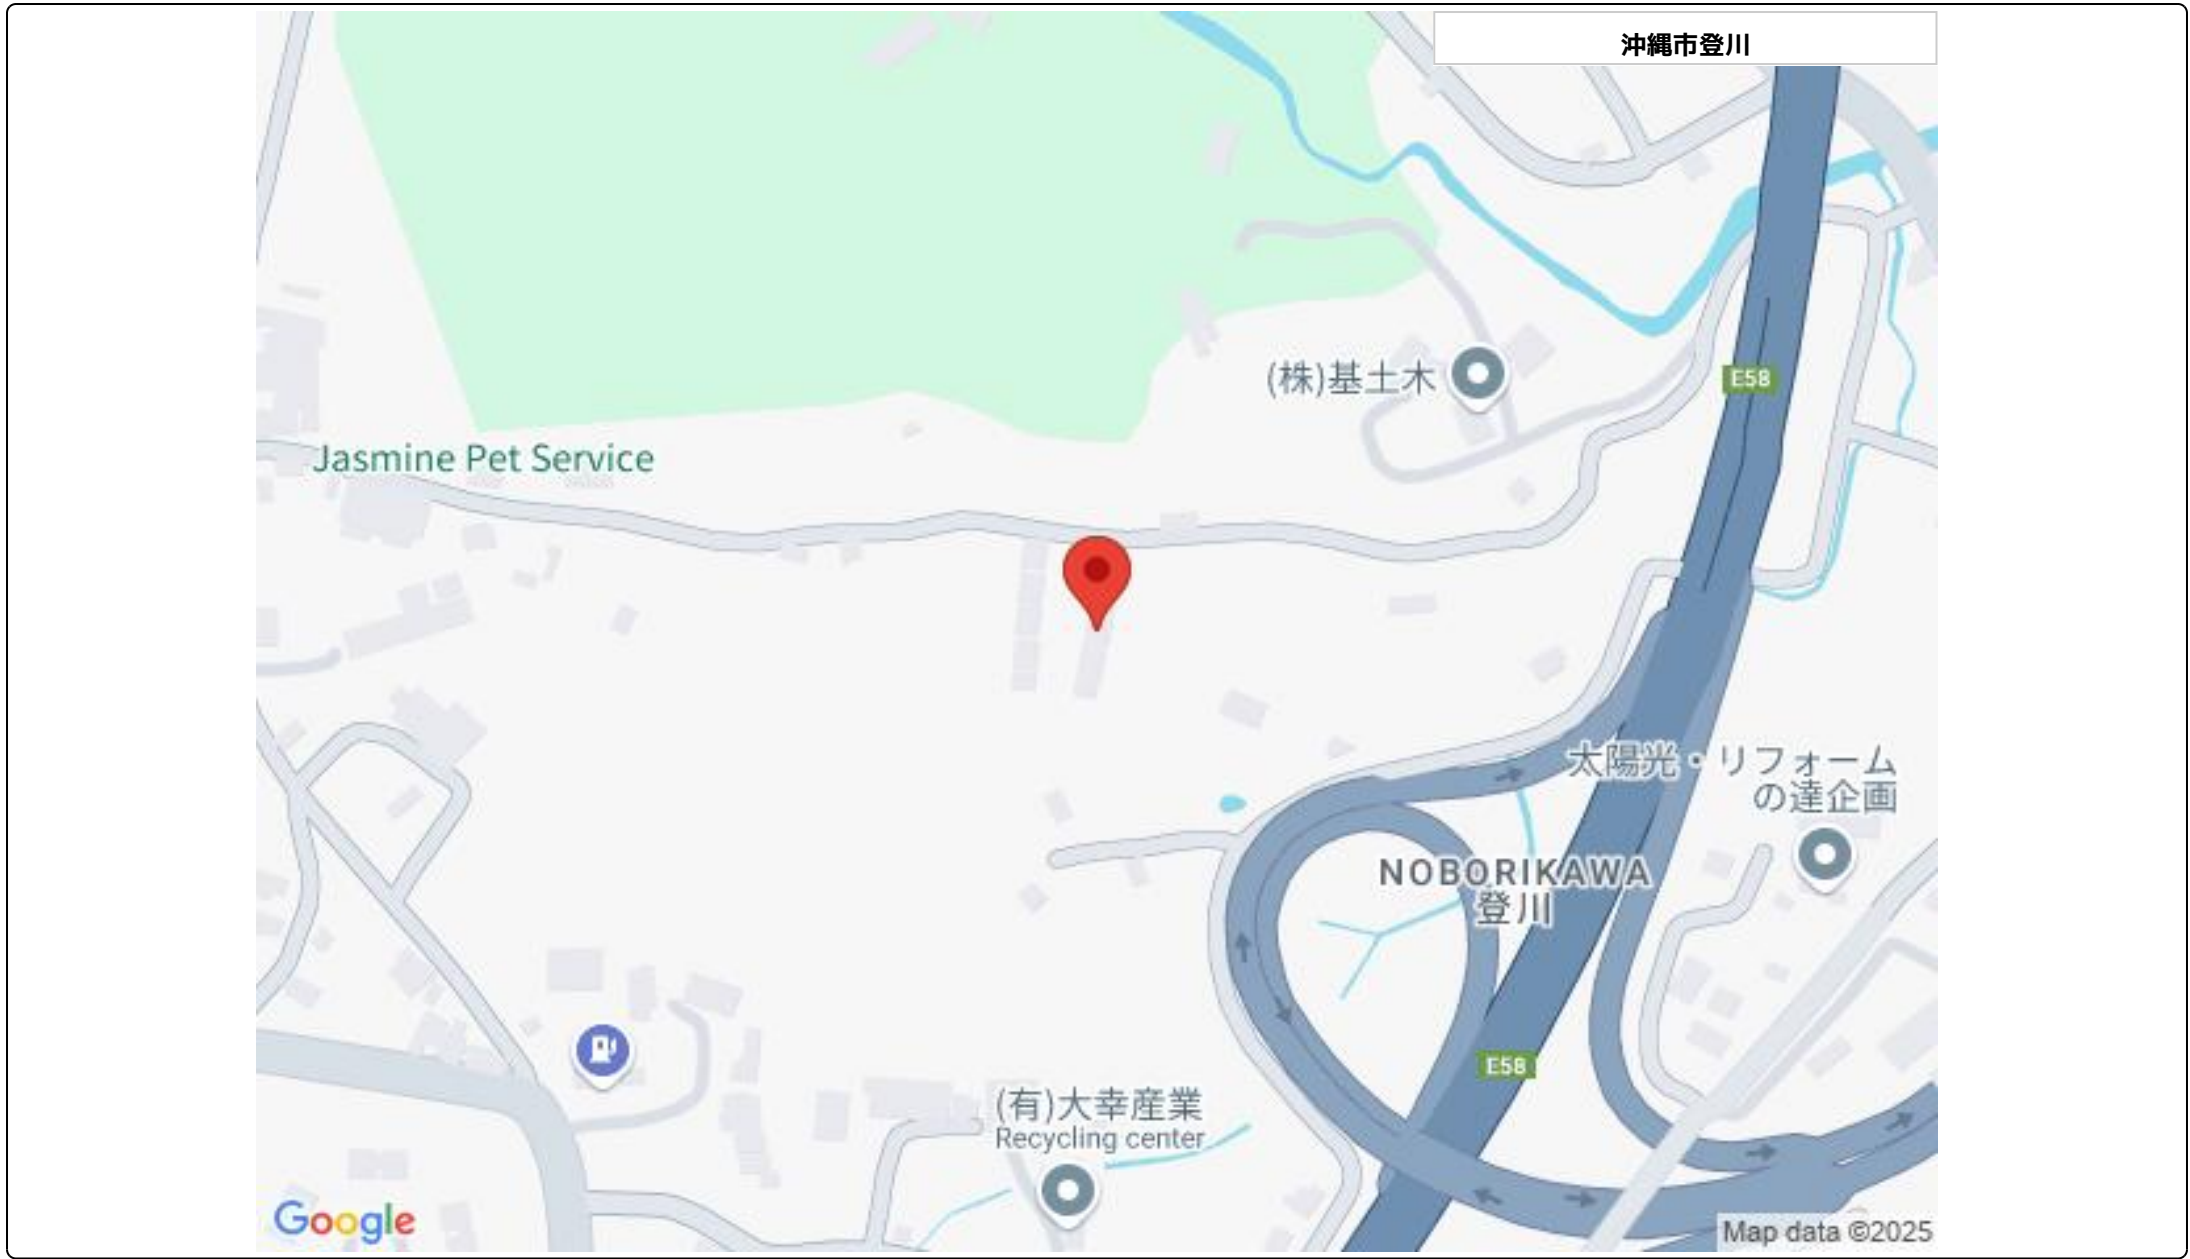 沖縄市登川
(株)基土木
E58
Jasmine Pet Service
太陽光・リフォーム
の達企画
NOBORIKAWA
登川
E58
(有)大幸産業
Recycling center
Google
Map data ©2025